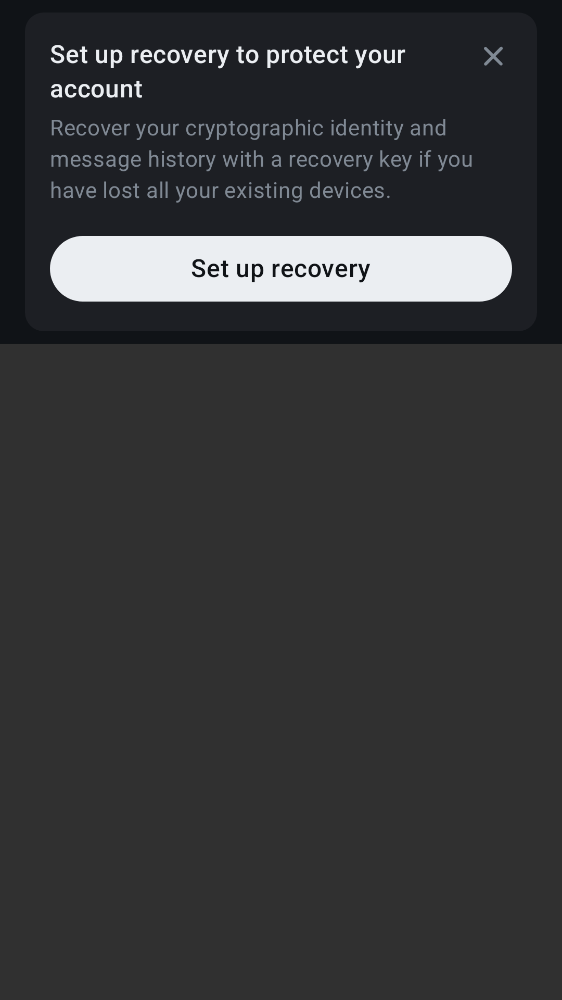 Set up recovery to protect your
account
Recover your cryptographic identity and
message history with a recovery key if you
have lost all your existing devices.
Set up recovery